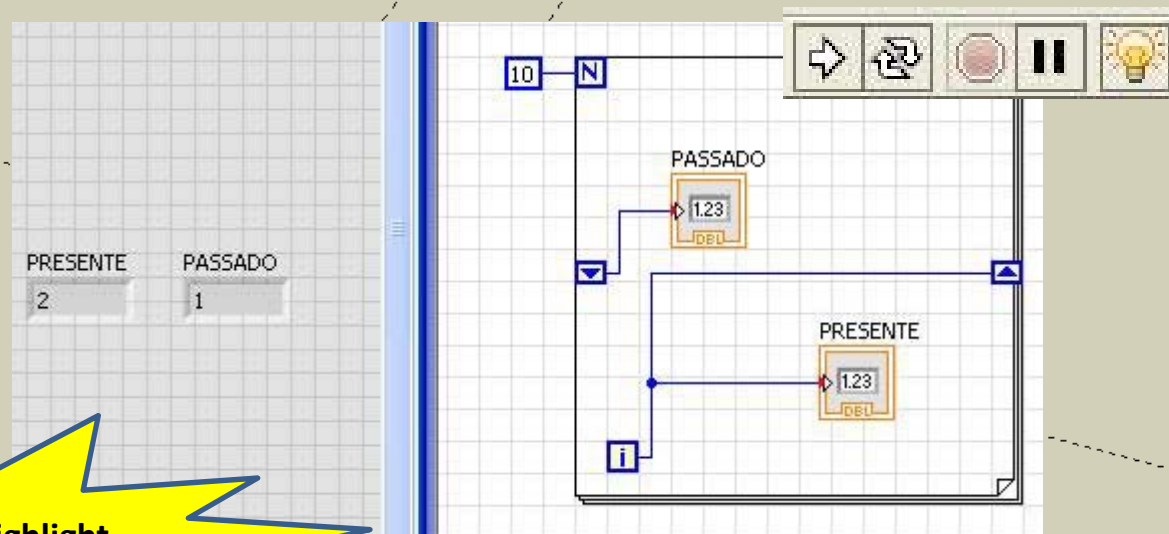 PRESENTE PASSADO
2 1
10 N
PASSADO
1.23
DBL
PRESENTE
1.23
DBL
i